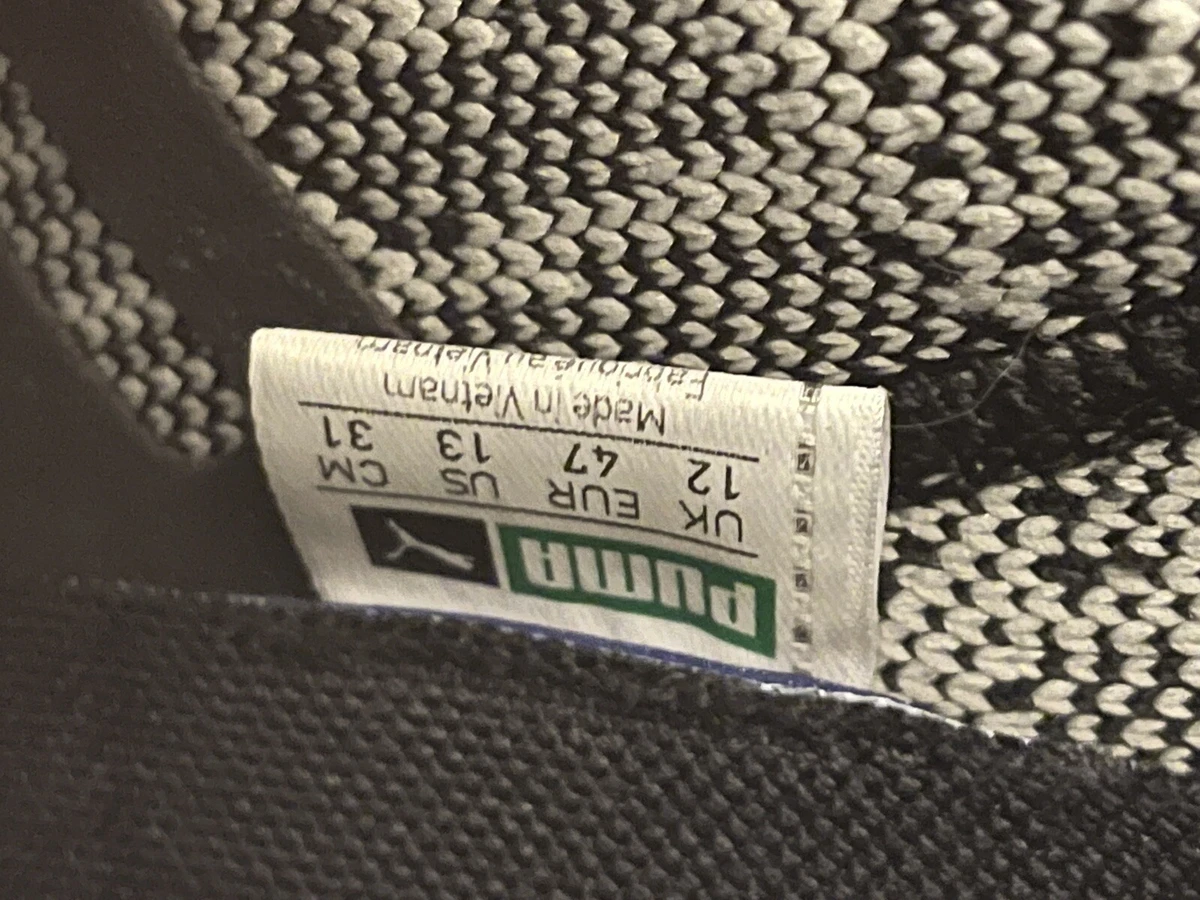 PUMA
UK EUR US CM
12 47 13 31
Made in Vietnam
Fabriqué au Vietnam